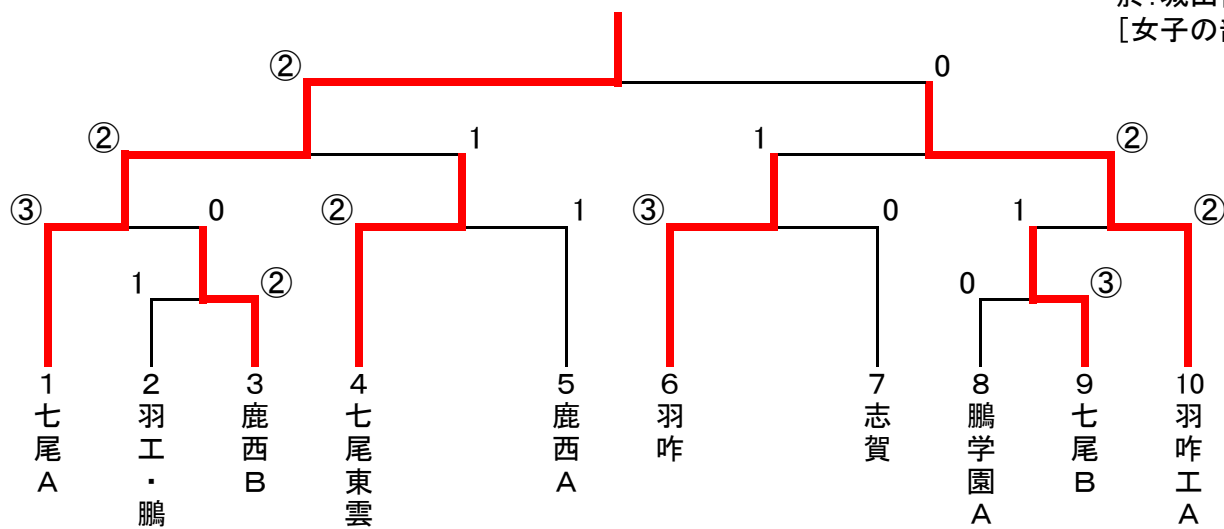 [女子の
② 0
② 1 1 ②
③ 0 ② 1 ③ 0 1 ②
1 ② 0 ③
1 2 3 4 5 6 7 8 9 10
七尾A
羽工・鵬
鹿西B
七尾東雲
鹿西A
羽咋
志賀
鵬学園A
七尾B
羽咋工A